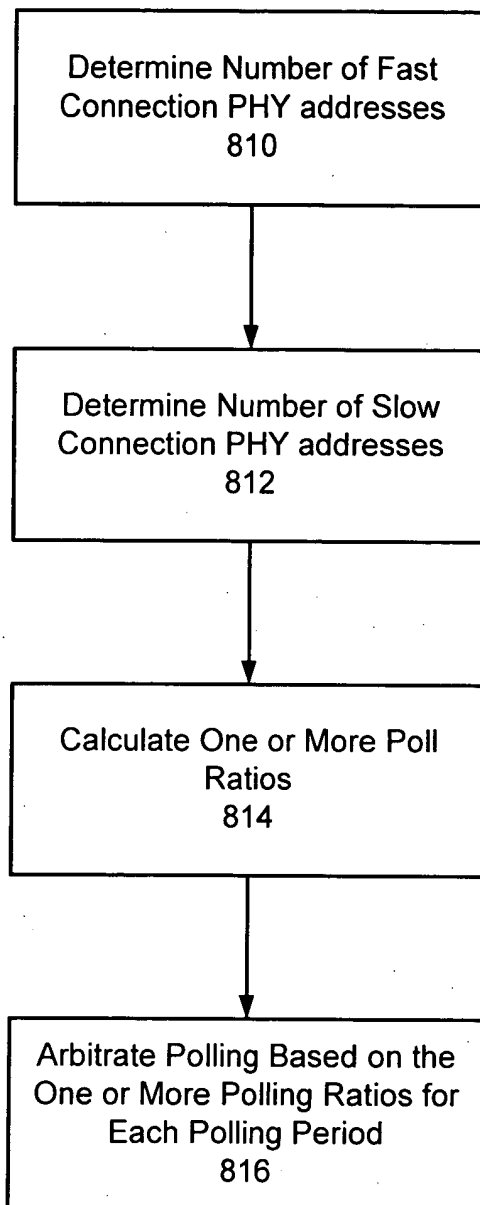 Determine Number of Fast
Connection PHY addresses
810
Determine Number of Slow
Connection PHY addresses
812
Calculate One or More Poll
Ratios
814
Arbitrate Polling Based on the
One or More Polling Ratios for
Each Polling Period
816